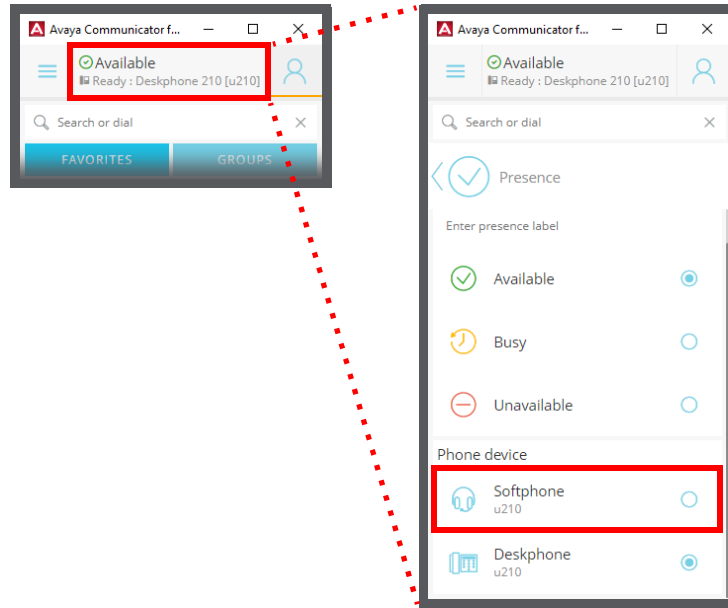 Avaya Communicator f...
Available
Ready : Deskphone 210 [u210]
Search or dial
FAVORITES GROUPS
Avaya Communicator f...
Available
Ready : Deskphone 210 [u210]
Search or dial
Presence
Enter presence label
Available
Busy
Unavailable
Phone device
Softphone
u210
Deskphone
u210